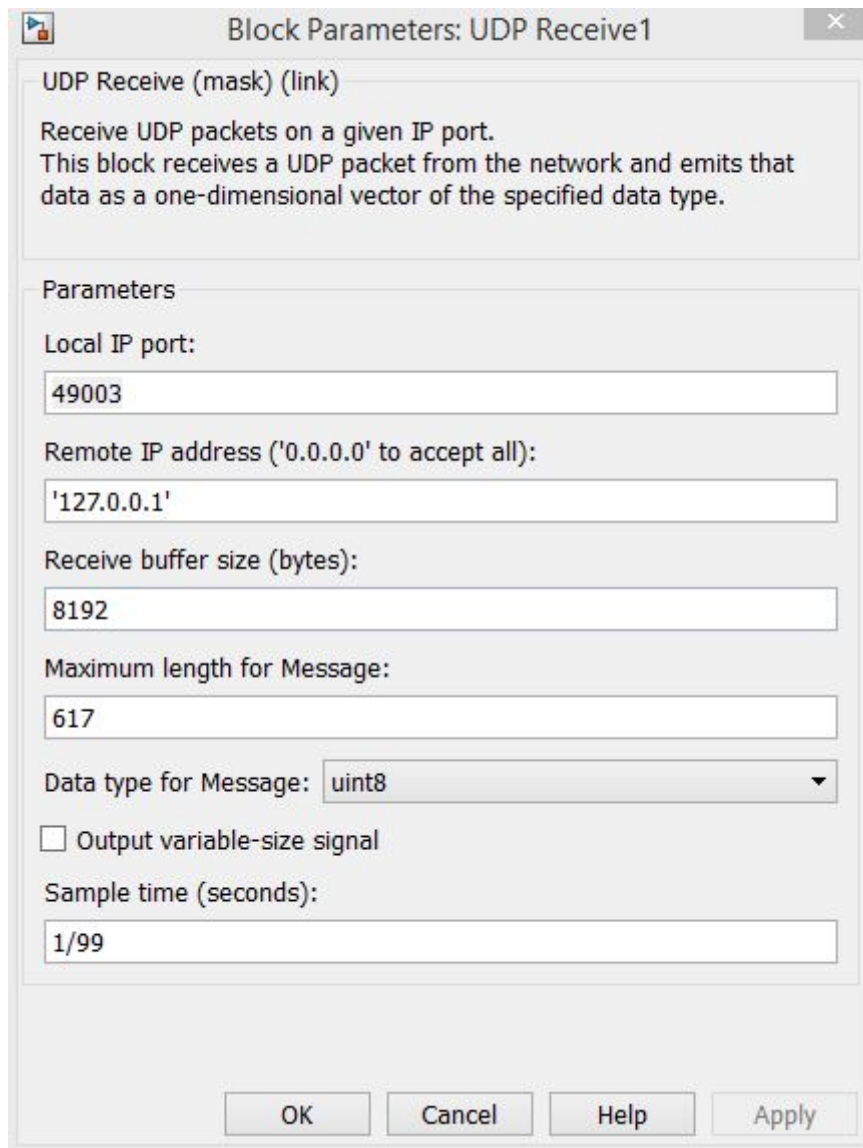 Block Parameters: UDP Receive1
UDP Receive (mask) (link)
Receive UDP packets on a given IP port.
This block receives a UDP packet from the network and emits that
data as a one-dimensional vector of the specified data type.
Parameters
Local IP port:
49003
Remote IP address ('0.0.0.0' to accept all):
'127.0.0.1'
Receive buffer size (bytes):
8192
Maximum length for Message:
617
Data type for Message: uint8
Output variable-size signal
Sample time (seconds):
1/99
OK Cancel Help Apply